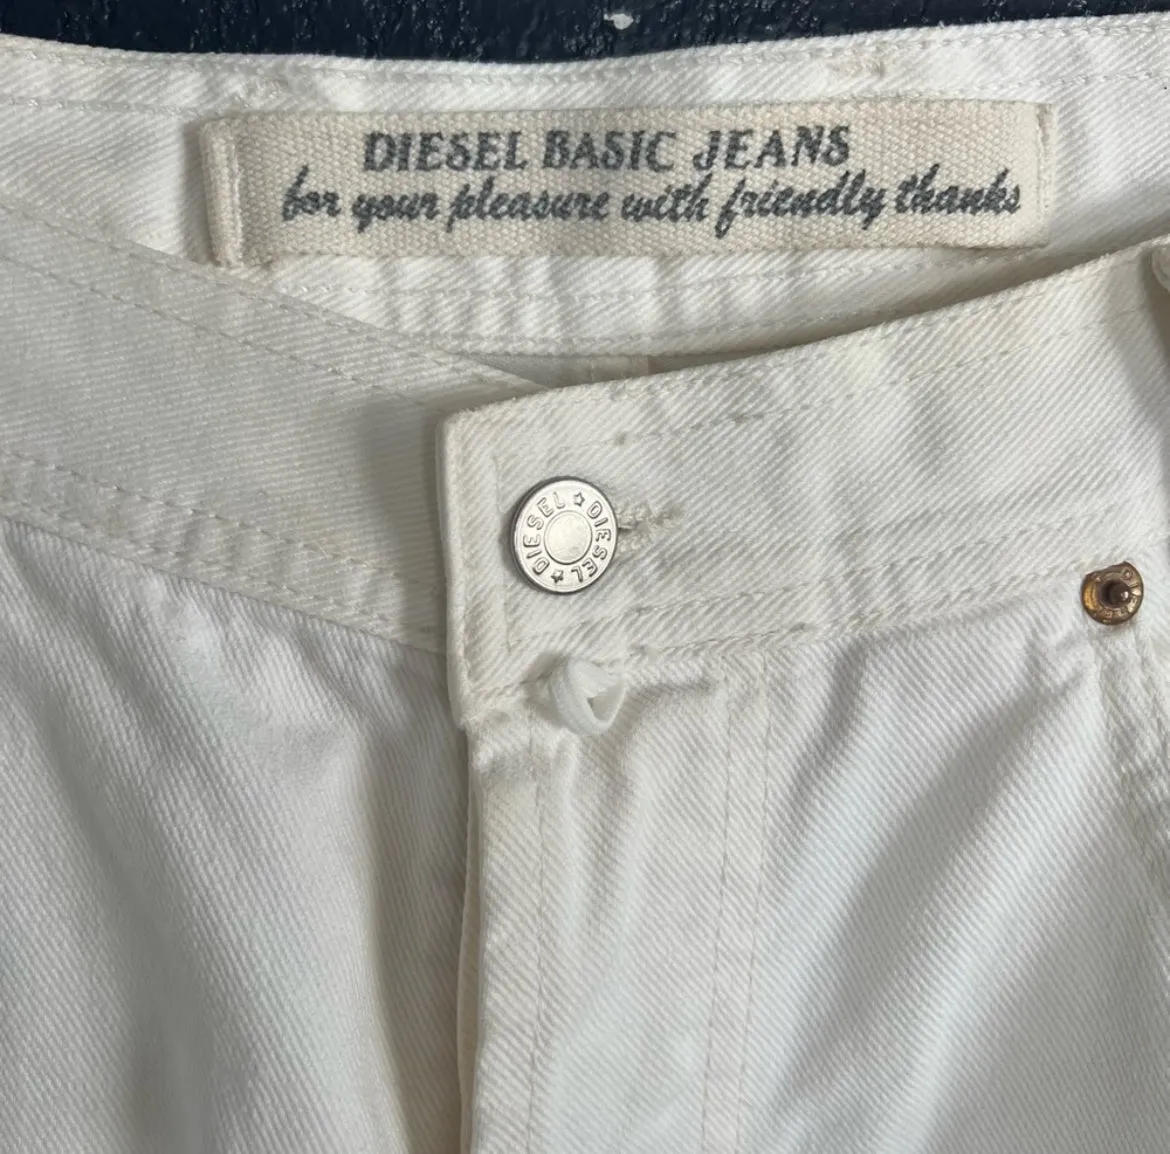 DIESEL BASIC JEANS
for your pleasure with friendly thanks
DIESEL ☆ DIESEL ☆